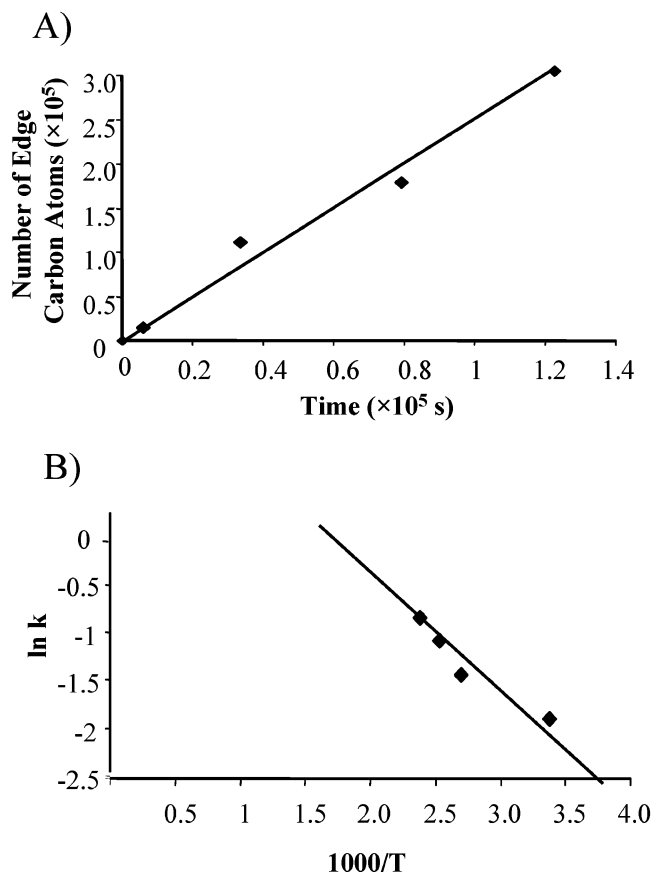 A)
Number of Edge
Carbon Atoms (×10⁵)
3.0
2.5
2.0
1.5
1.0
0.5
0
0 0.2 0.4 0.6 0.8 1 1.2 1.4
Time (×10⁵ s)
B)
ln k
0
-0.5
-1
-1.5
-2
-2.5
0.5 1 1.5 2.0 2.5 3.0 3.5 4.0
1000/T